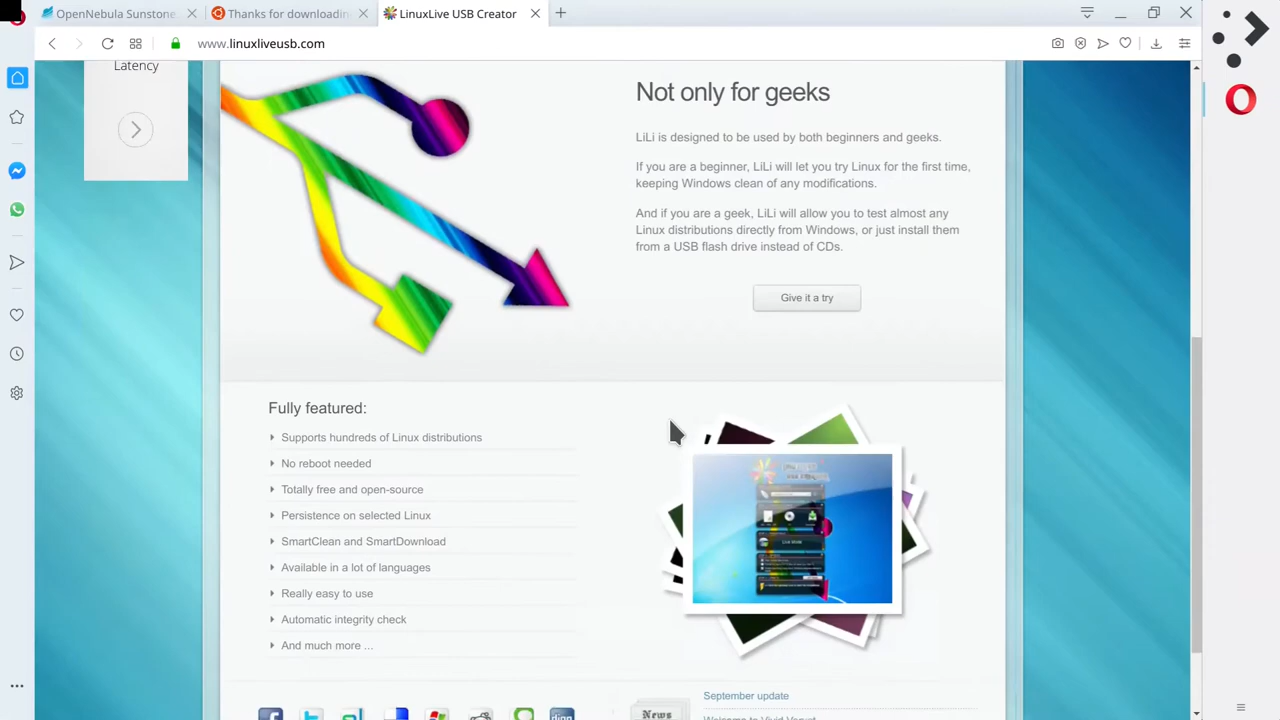 OpenNebula Sunstone
Thanks for downloadin
LinuxLive USB Creator
www.linuxliveusb.com
Latency
Not only for geeks
LiLi is designed to be used by both beginners and geeks.
If you are a beginner, LiLi will let you try Linux for the first time,
keeping Windows clean of any modifications.
And if you are a geek, LiLi will allow you to test almost any
Linux distributions directly from Windows, or just install them
from a USB flash drive instead of CDs.
Give it a try
Fully featured:
Supports hundreds of Linux distributions
No reboot needed
Totally free and open-source
Persistence on selected Linux
SmartClean and SmartDownload
Available in a lot of languages
Really easy to use
Automatic integrity check
And much more ...
September update
News
digg